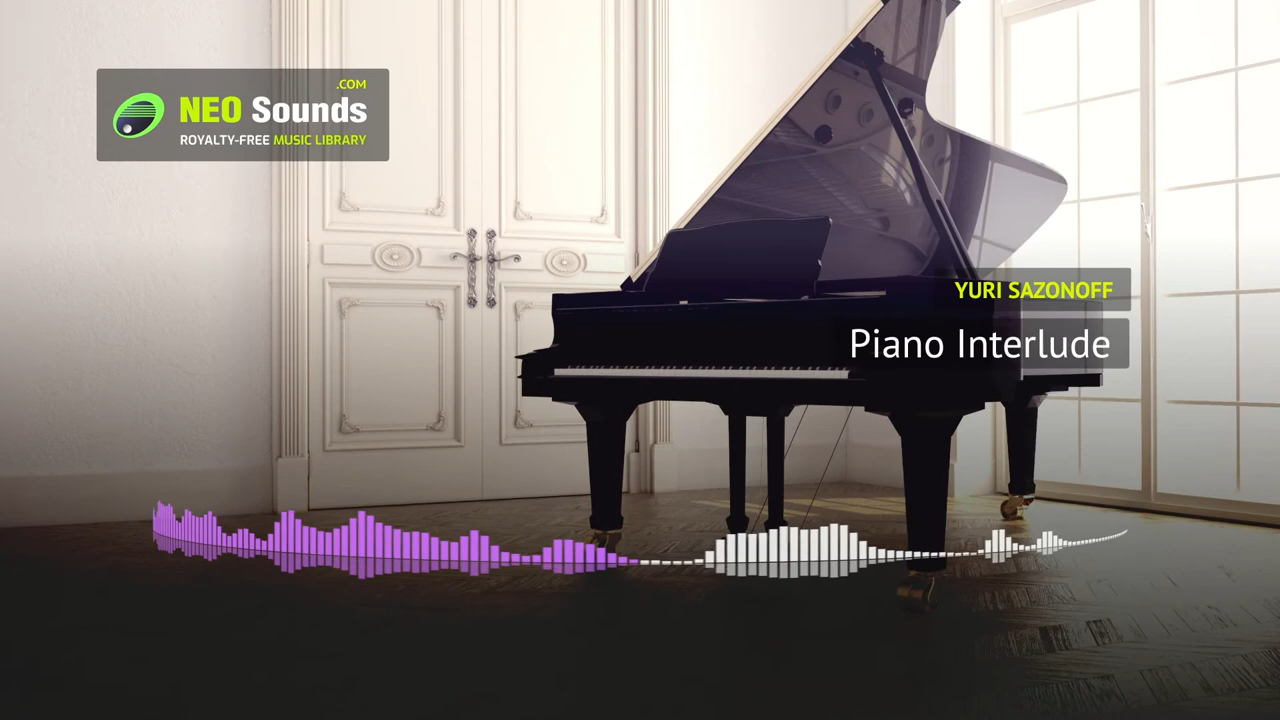 .COM
NEO Sounds
ROYALTY-FREE MUSIC LIBRARY
YURI SAZONOFF
Piano Interlude